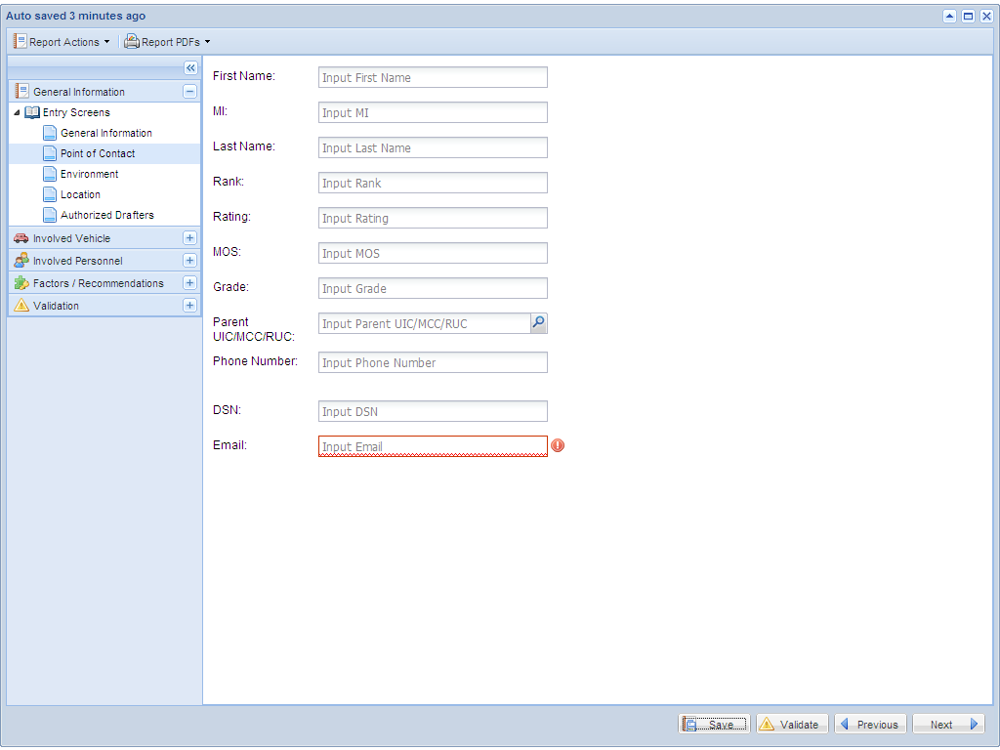 Auto saved 3 minutes ago
Report Actions Report PDFs
General Information
Entry Screens
General Information
Point of Contact
Environment
Location
Authorized Drafters
Involved Vehicle
Involved Personnel
Factors / Recommendations
Validation
First Name: Input First Name
MI: Input MI
Last Name: Input Last Name
Rank: Input Rank
Rating: Input Rating
MOS: Input MOS
Grade: Input Grade
Parent
UIC/MCC/RUC: Input Parent UIC/MCC/RUC
Phone Number: Input Phone Number
DSN: Input DSN
Email: Input Email
Save Validate Previous Next